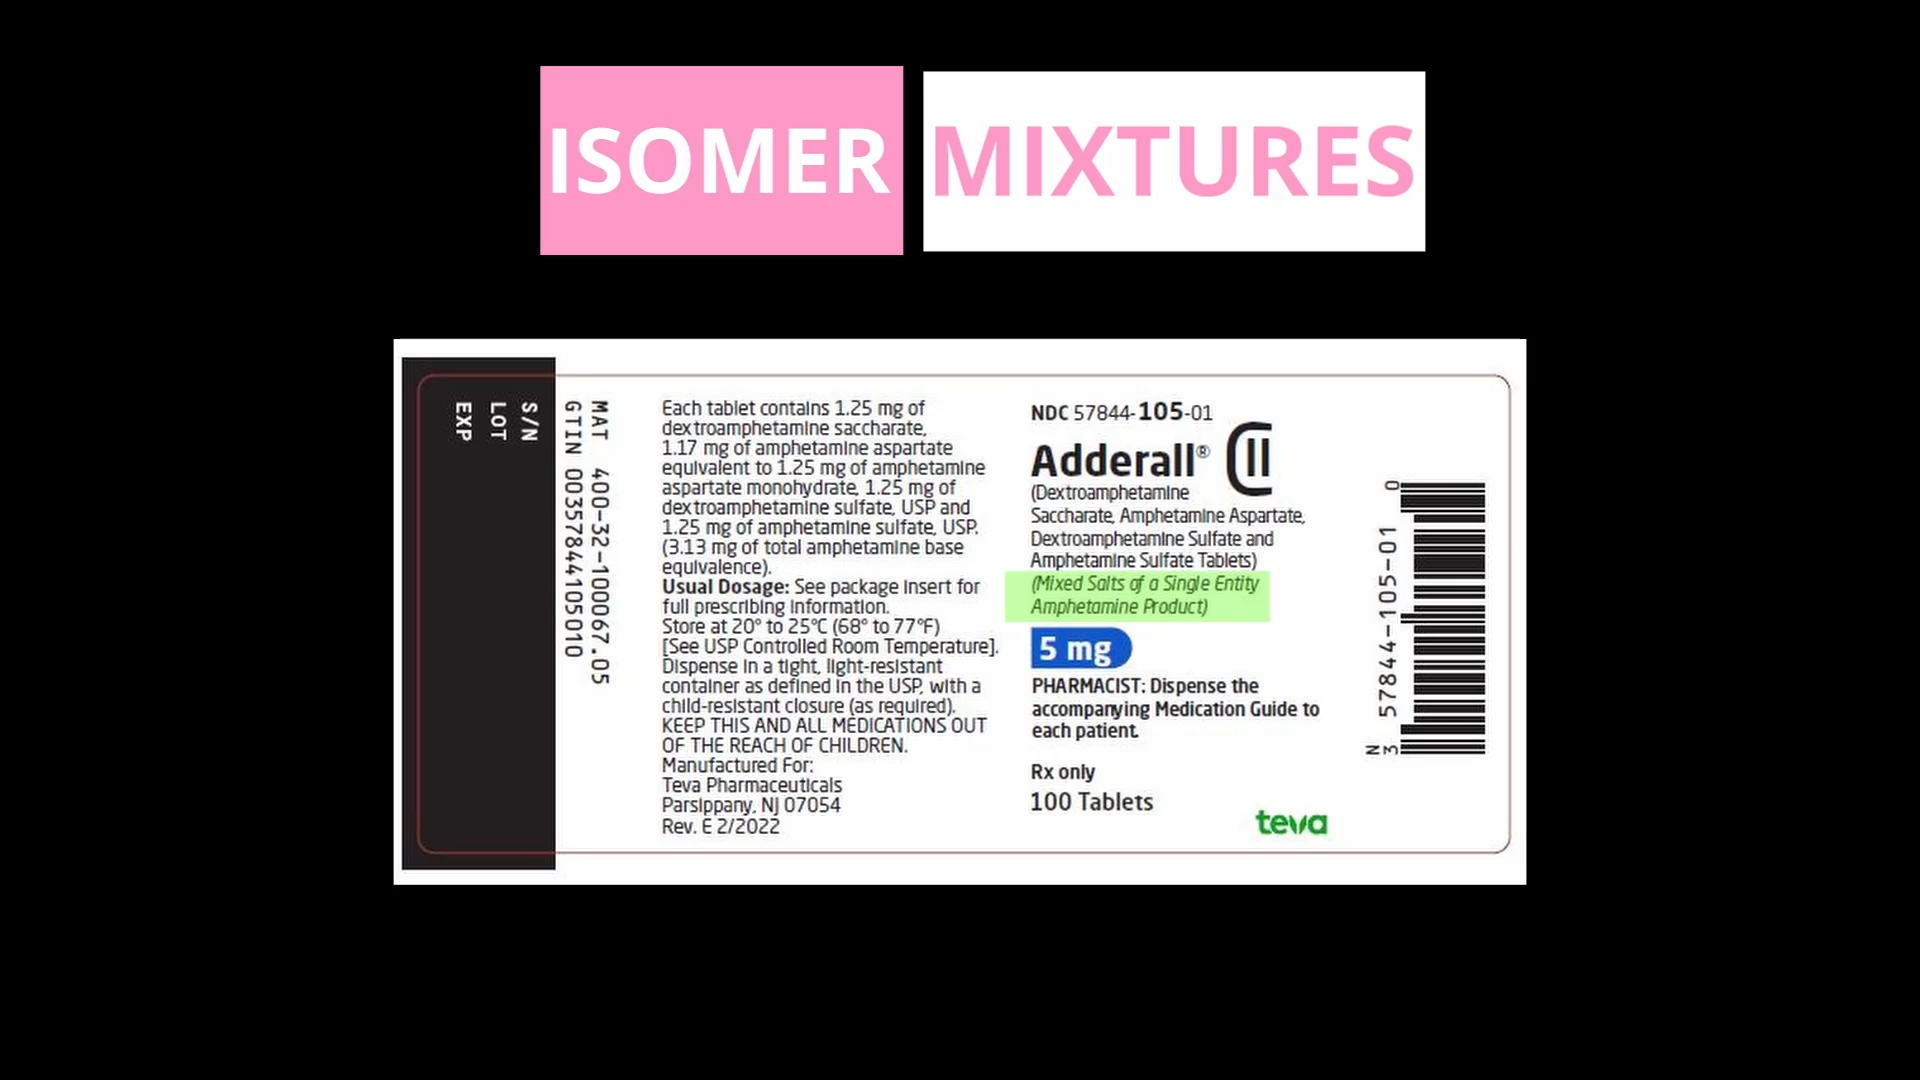 ISOMER MIXTURES
S/N
LOT
EXP
MAT 400-32-100067.05
GTIN 00357844105010
Each tablet contains 1.25 mg of
dextroamphetamine saccharate,
1.17 mg of amphetamine aspartate
equivalent to 1.25 mg of amphetamine
aspartate monohydrate, 1.25 mg of
dextroamphetamine sulfate, USP and
1.25 mg of amphetamine sulfate, USP.
(3.13 mg of total amphetamine base
equivalence).
Usual Dosage: See package insert for
full prescribing information.
Store at 20° to 25°C (68° to 77°F)
[See USP Controlled Room Temperature].
Dispense in a tight, light-resistant
container as defined in the USP, with a
child-resistant closure (as required).
KEEP THIS AND ALL MEDICATIONS OUT
OF THE REACH OF CHILDREN.
Manufactured For:
Teva Pharmaceuticals
Parsippany, NJ 07054
Rev. E 2/2022
NDC 57844-105-01
Adderall® CII
(Dextroamphetamine
Saccharate, Amphetamine Aspartate,
Dextroamphetamine Sulfate and
Amphetamine Sulfate Tablets)
(Mixed Salts of a Single Entity
Amphetamine Product)
5 mg
PHARMACIST: Dispense the
accompanying Medication Guide to
each patient.
Rx only
100 Tablets
teva
N 3 57844-105-01 0